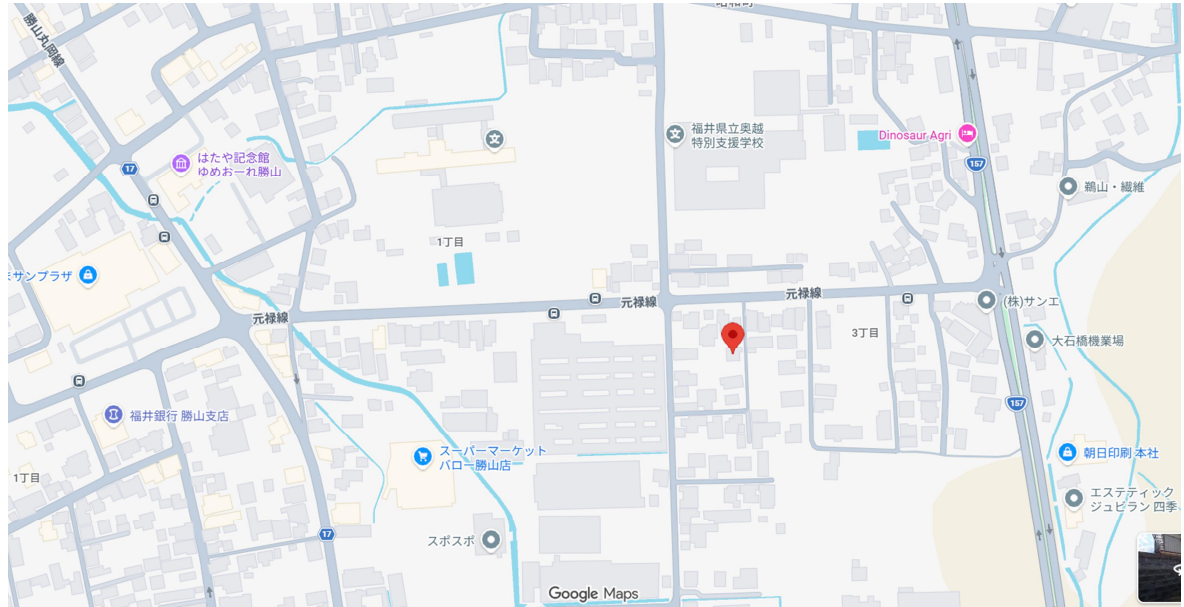 勝山丸岡線
昭和町
福井県立奥越
特別支援学校
Dinosaur Agri
157
はたや記念館
ゆめおーれ勝山
17
鵜山・繊維
1丁目
サンプラザ
元禄線
元禄線
元禄線
(株)サンエ
3丁目
大石橋機業場
157
福井銀行 勝山支店
スーパーマーケット
バロー勝山店
朝日印刷 本社
1丁目
エステティック
ジュビラン 四季
17
スポスポ
Google Maps